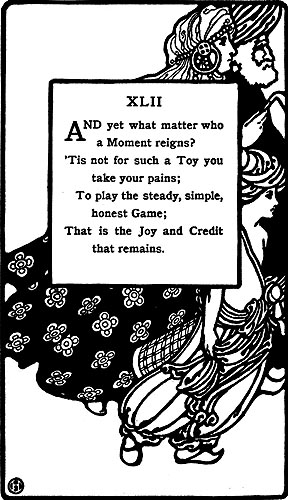 XLII
AND yet what matter who
a Moment reigns?
'Tis not for such a Toy you
take your pains;
To play the steady, simple,
honest Game;
That is the Joy and Credit
that remains.